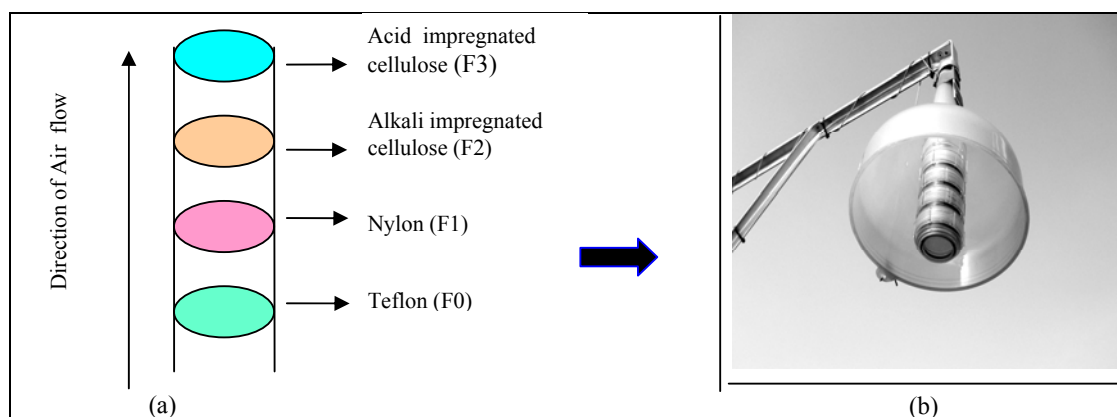 Acid impregnated
cellulose (F3)
Alkali impregnated
cellulose (F2)
Nylon (F1)
Teflon (F0)
Direction of Air flow
(a)
(b)